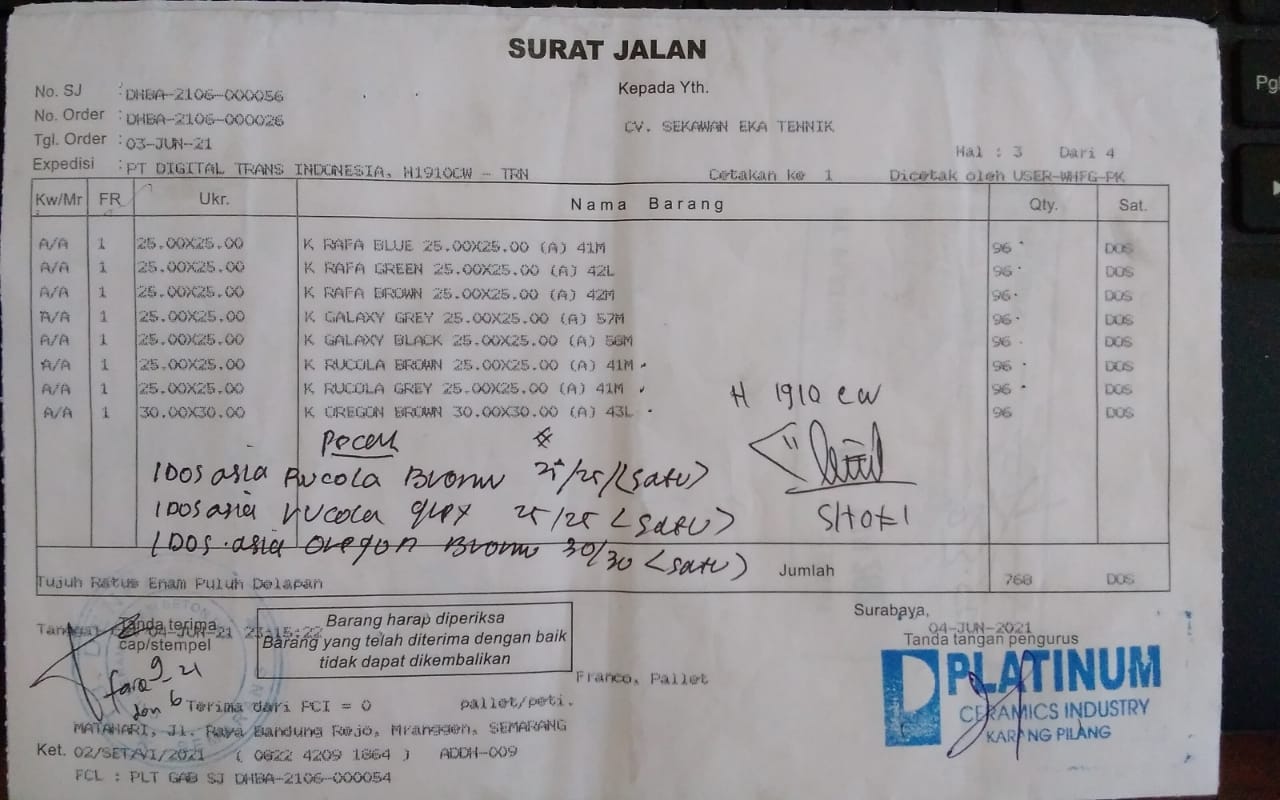 SURAT JALAN
No. SJ : DHBA-2106-000056
Kepada Yth.
No. Order : DHBA-2106-000026
CV. SEKAWAN EKA TEHNIK
Tgl. Order : 03-JUN-21
Hal : 3 Dari 4
Expedisi : PT DIGITAL TRANS INDONESIA, H1910CW - TRN
Cetakan ke 1 Dicetak oleh USER-WHFG-PK
Kw/Mr FR Ukr. Nama Barang Qty. Sat.
A/A 1 25.00X25.00 K RAFA BLUE 25.00X25.00 (A) 41M 96 DOS
A/A 1 25.00X25.00 K RAFA GREEN 25.00X25.00 (A) 42L 96 DOS
A/A 1 25.00X25.00 K RAFA BROWN 25.00X25.00 (A) 42M 96 DOS
A/A 1 25.00X25.00 K GALAXY GREY 25.00X25.00 (A) 57M 96 DOS
A/A 1 25.00X25.00 K GALAXY BLACK 25.00X25.00 (A) 56M 96 DOS
A/A 1 25.00X25.00 K RUCOLA BROWN 25.00X25.00 (A) 41M 96 DOS
A/A 1 25.00X25.00 K RUCOLA GREY 25.00X25.00 (A) 41M 96 DOS
A/A 1 30.00X30.00 K OREGON BROWN 30.00X30.00 (A) 43L 96 DOS
H 1910 CW
Pecah
1 DOS asia Rucola Brown 25/25 (satu)
1 DOS asia rucola grey 25/25 (satu)
1 DOS asia Oregon Brown 30/30 (satu)
Jumlah 768 DOS
Tujuh Ratus Enam Puluh Delapan
Surabaya,
04-JUN-2021
Tanggal 04-JUN-21 23:15:22
Tanda terima
cap/stempel
Barang harap diperiksa
Barang yang telah diterima dengan baik
tidak dapat dikembalikan
Tanda tangan pengurus
PLATINUM
CERAMICS INDUSTRY
KARANG PILANG
Franco, Pallet
9 21
6
Terima dari PCI = 0 pallet/peti.
MATAHARI, Jl. Raya Bandung Rejo, Mranggen, SEMARANG
Ket. 02/SETA/I/2021 ( 0822 4209 1864 ) ADDH-009
FCL : PLT GAB SJ DHBA-2106-000054